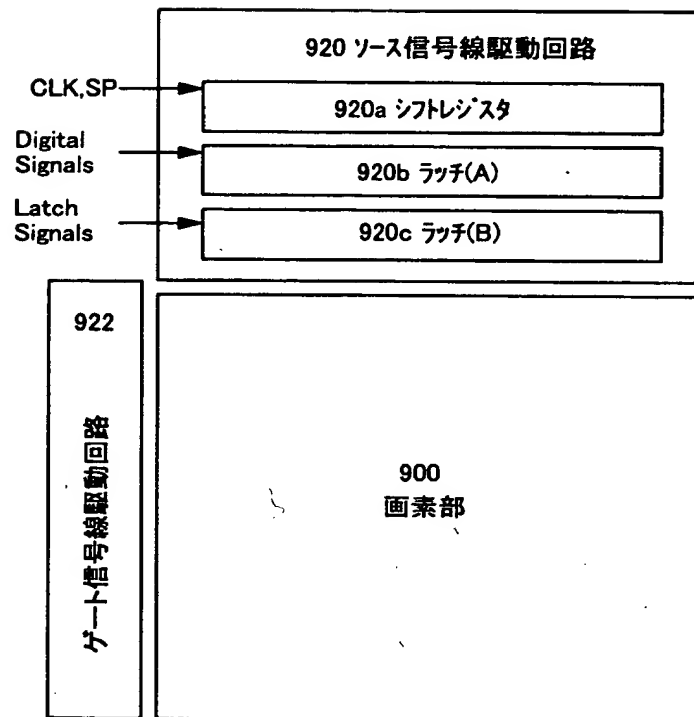 920 ソース信号線駆動回路
CLK,SP
920a シフトレジスタ
Digital
Signals
920b ラッチ(A)
Latch
Signals
920c ラッチ(B)
922
ゲート信号線駆動回路
900
画素部